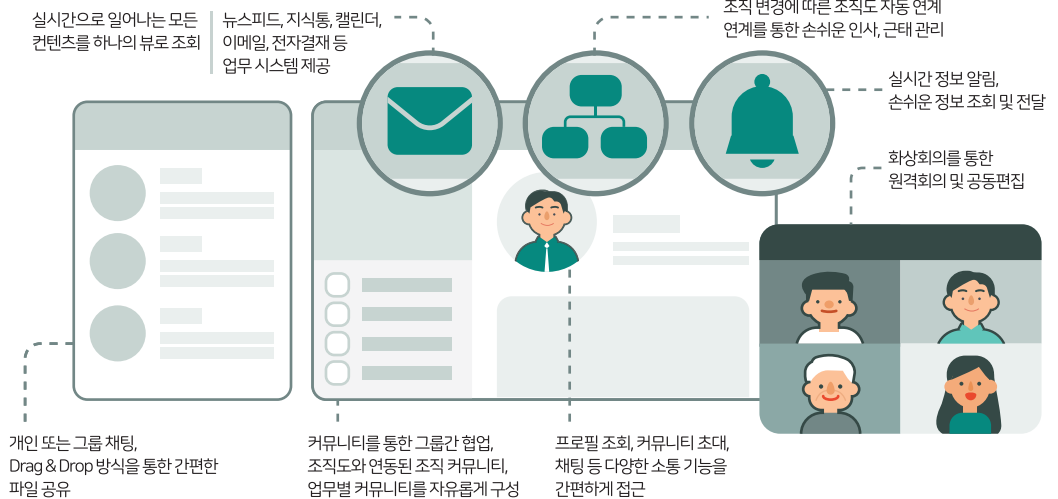 실시간으로 일어나는 모든
컨텐츠를 하나의 뷰로 조회
뉴스피드, 지식통, 캘린더,
이메일, 전자결재 등
업무 시스템 제공
조직 변경에 따른 조직도 자동 연계
연계를 통한 손쉬운 인사, 근태 관리
실시간 정보 알림,
손쉬운 정보 조회 및 전달
화상회의를 통한
원격회의 및 공동편집
개인 또는 그룹 채팅,
Drag & Drop 방식을 통한 간편한
파일 공유
커뮤니티를 통한 그룹간 협업,
조직도와 연동된 조직 커뮤니티,
업무별 커뮤니티를 자유롭게 구성
프로필 조회, 커뮤니티 초대,
채팅 등 다양한 소통 기능을
간편하게 접근